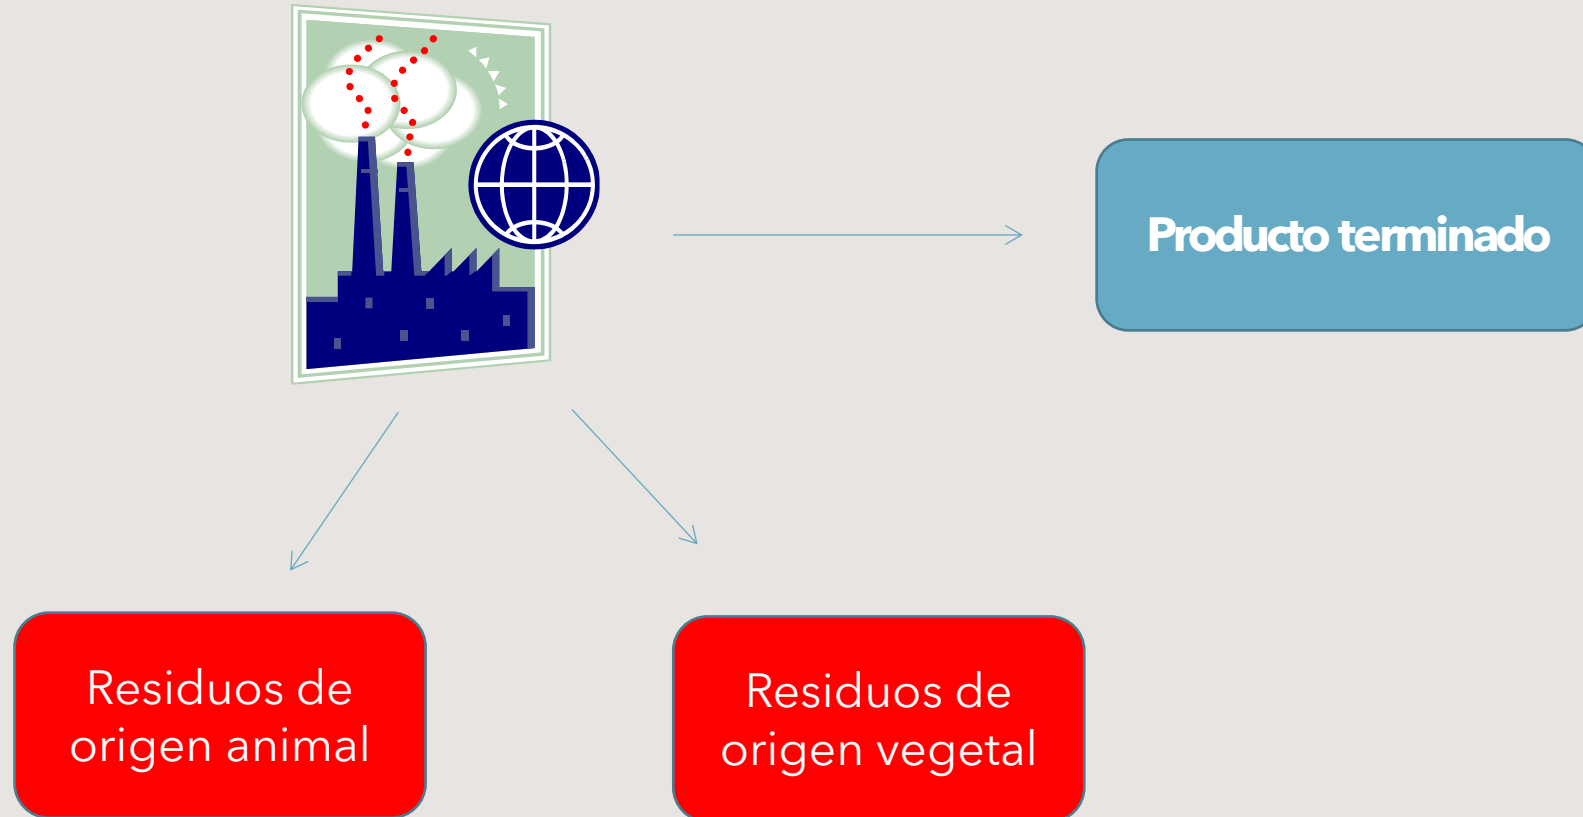 Producto terminado
Residuos de
origen animal
Residuos de
origen vegetal